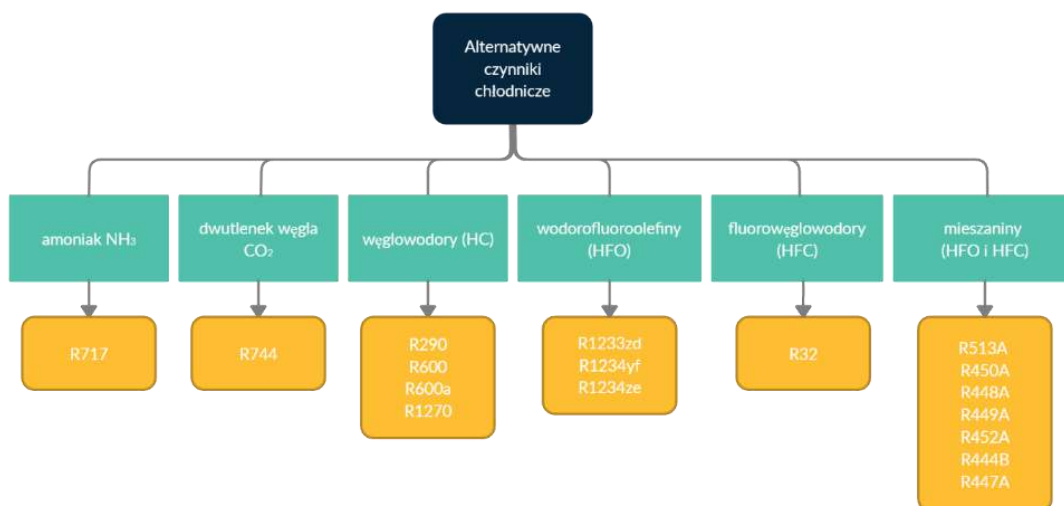 Alternatywne
czynniki
chłodnicze
amoniak NH₃
dwutlenek węgla
CO₂
węglowodory (HC)
wodorofluoroolefiny
(HFO)
fluorowęglowodory
(HFC)
mieszaniny
(HFO i HFC)
R717
R744
R290
R600
R600a
R1270
R1233zd
R1234yf
R1234ze
R32
R513A
R450A
R448A
R449A
R452A
R444B
R447A